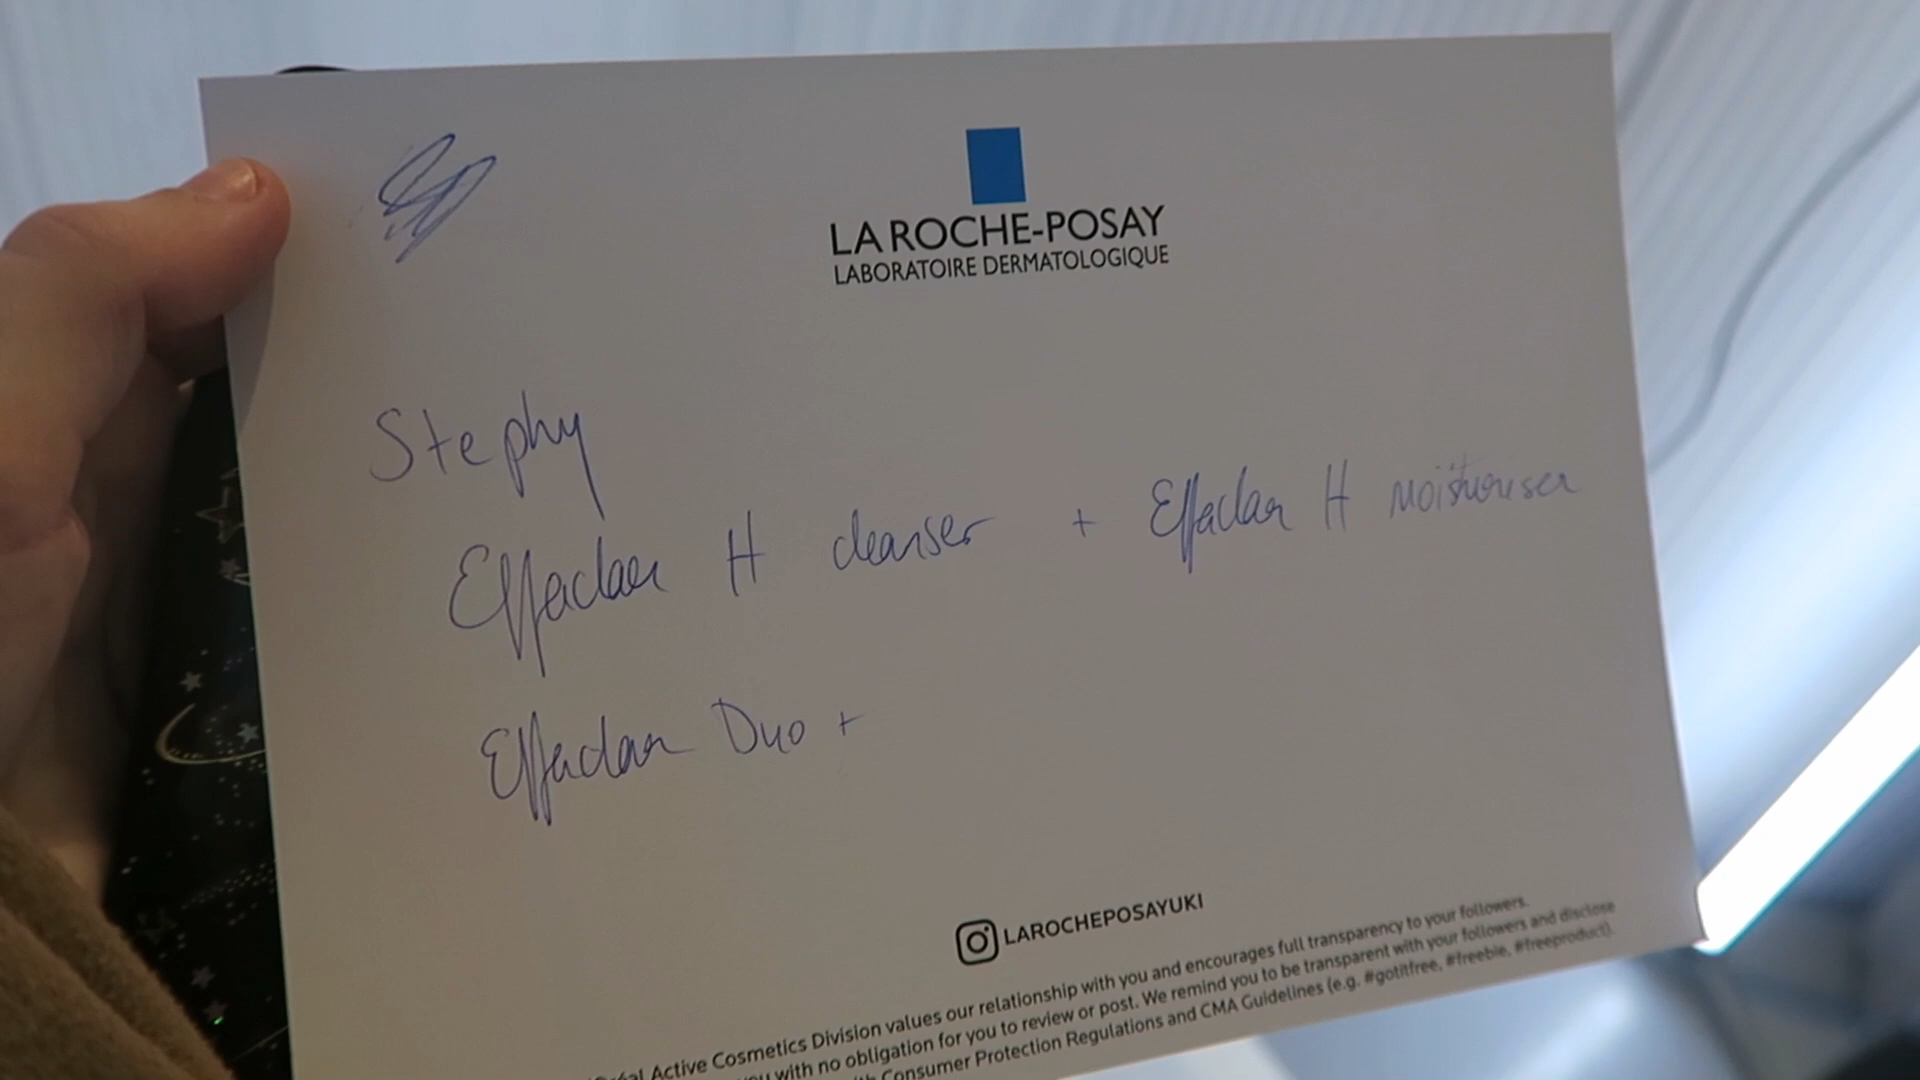 LA ROCHE-POSAY
LABORATOIRE DERMATOLOGIQUE
Stephy
Effaclar H cleanser + Effaclar H moisturiser
Effaclar Duo +
LAROCHEPOSAYUKI
Active Cosmetics Division values our relationship with you and encourages full transparency to your followers.
with no obligation for you to review or post. We remind you to be transparent with your followers and disclose
Consumer Protection Regulations and CMA Guidelines (e.g. #gotitfree, #freebie, #freeproduct).